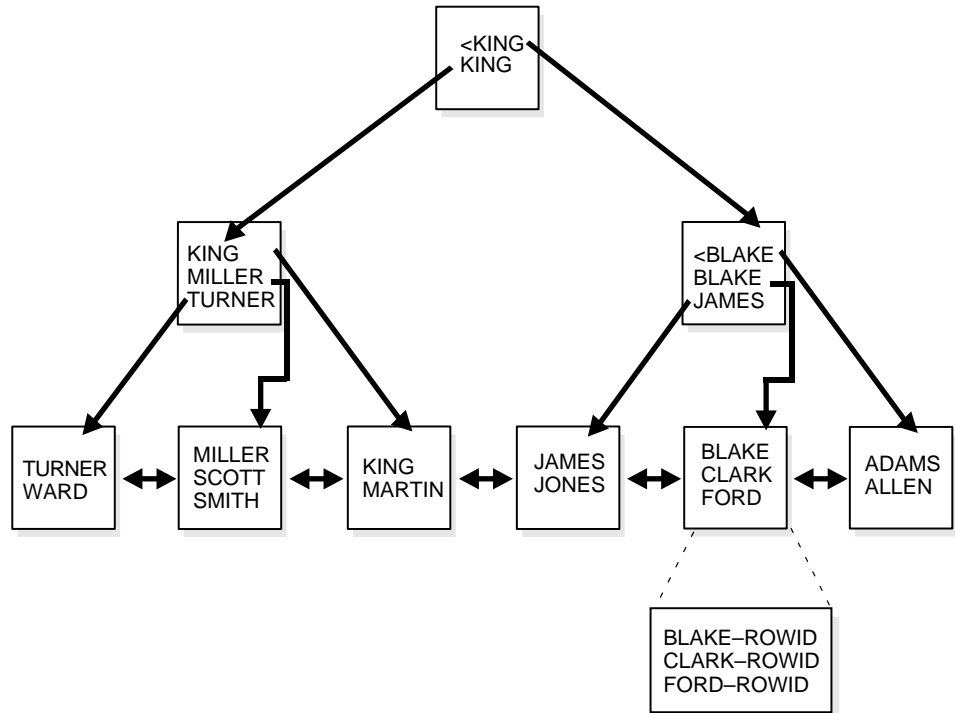 <KING
KING
KING
MILLER
TURNER
<BLAKE
BLAKE
JAMES
TURNER
WARD
MILLER
SCOTT
SMITH
KING
MARTIN
JAMES
JONES
BLAKE
CLARK
FORD
ADAMS
ALLEN
BLAKE–ROWID
CLARK–ROWID
FORD–ROWID